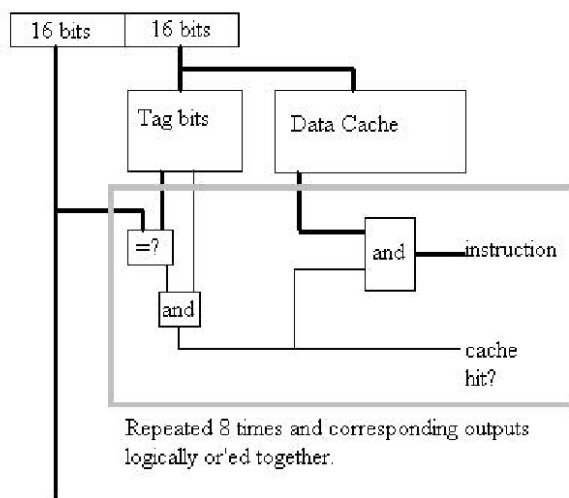 16 bits
16 bits
Tag bits
Data Cache
=?
and
instruction
and
cache
hit?
Repeated 8 times and corresponding outputs
logically or'ed together.